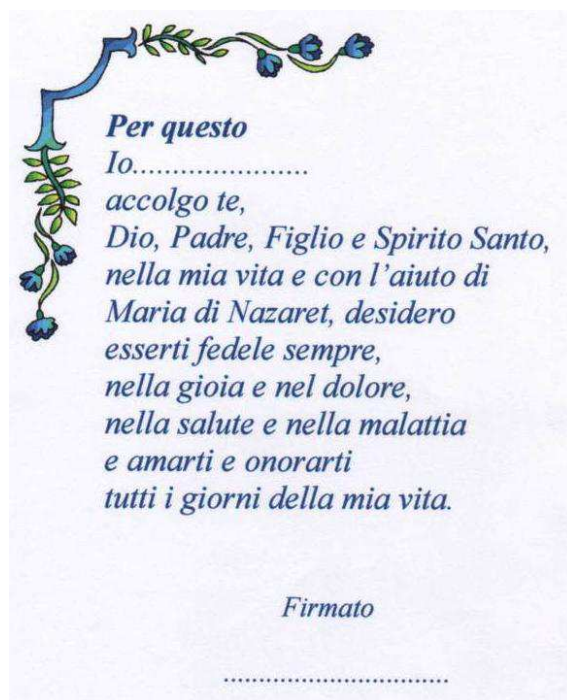 Per questo
Io......................
accolgo te,
Dio, Padre, Figlio e Spirito Santo,
nella mia vita e con l'aiuto di
Maria di Nazaret, desidero
esserti fedele sempre,
nella gioia e nel dolore,
nella salute e nella malattia
e amarti e onorarti
tutti i giorni della mia vita.
Firmato
................................